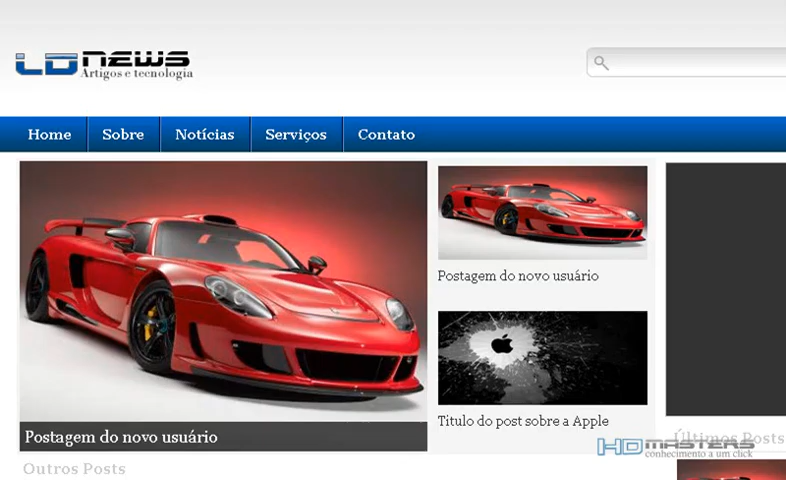 LDNEWS
Artigos e tecnologia
Home
Sobre
Notícias
Serviços
Contato
Postagem do novo usuário
Postagem do novo usuário
Titulo do post sobre a Apple
Últimos Posts
HDMASTERS
conhecimento a um click
Outros Posts